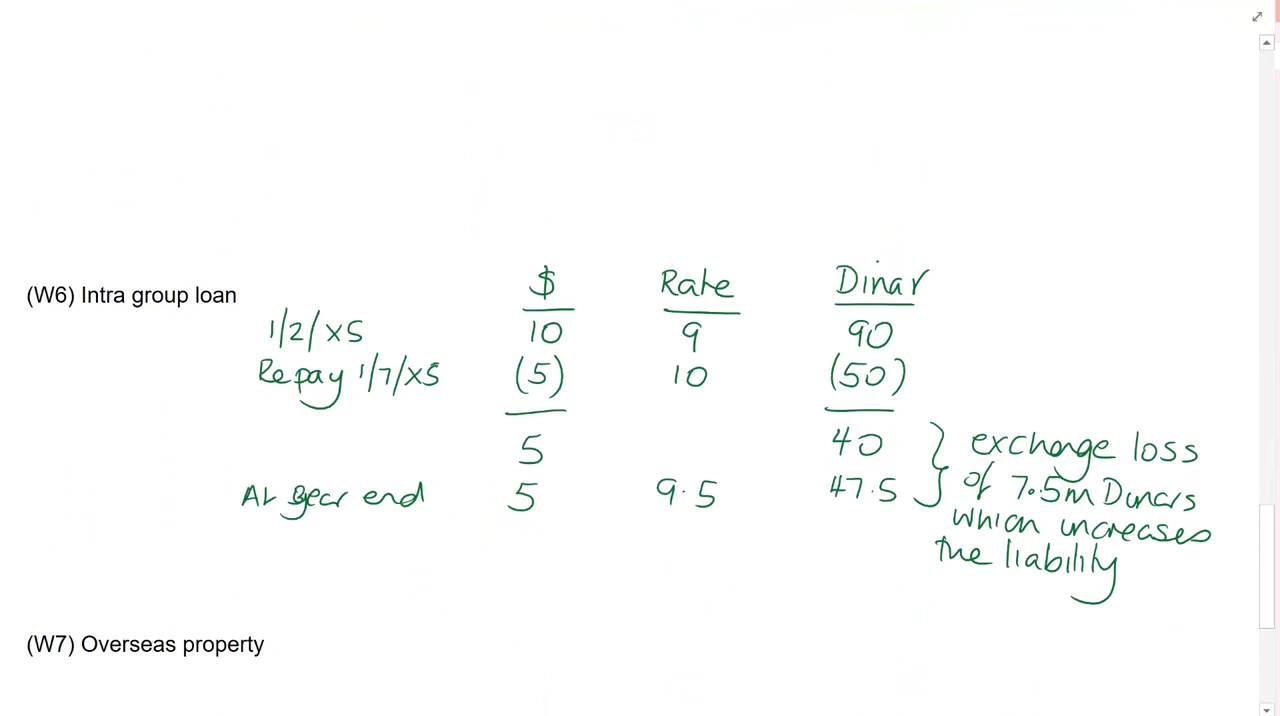 $ Rate Dinar
(W6) Intra group loan
1/2/X5 10 9 90
Repay 1/7/X5 (5) 10 (50)
5 40 } exchange loss
At year end 5 9.5 47.5 of 7.5m Dinars
which increases
the liability
(W7) Overseas property